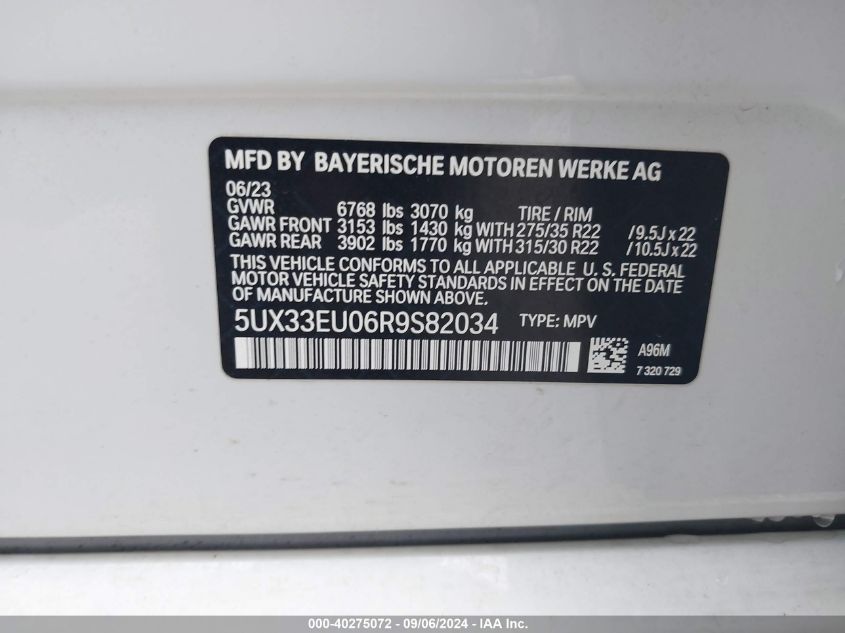 MFD BY BAYERISCHE MOTOREN WERKE AG
06/23
GVWR 6768 lbs 3070 kg TIRE / RIM
GAWR FRONT 3153 lbs 1430 kg WITH 275/35 R22 /9.5J x 22
GAWR REAR 3902 lbs 1770 kg WITH 315/30 R22 /10.5J x 22
THIS VEHICLE CONFORMS TO ALL APPLICABLE U. S. FEDERAL
MOTOR VEHICLE SAFETY STANDARDS IN EFFECT ON THE DATE
OF MANUFACTURE SHOWN ABOVE.
5UX33EU06R9S82034 TYPE: MPV
A96M
7 320 729
000-40275072 - 09/06/2024 - IAA Inc.